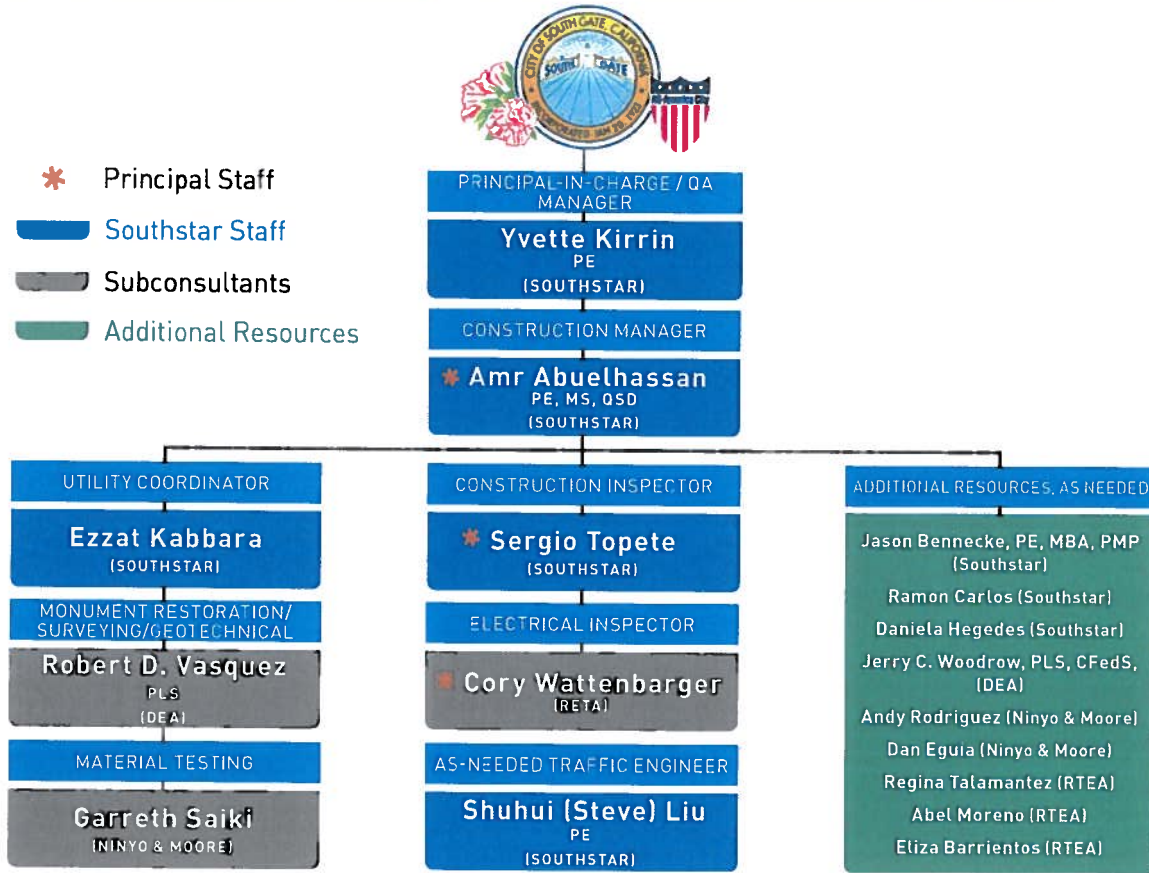 CITY OF SOUTH GATE, CALIFORNIA
SOUTH GATE
INCORPORATED JAN 20, 1923
All-America City
* Principal Staff
Southstar Staff
Subconsultants
Additional Resources
PRINCIPAL-IN-CHARGE / QA
MANAGER
Yvette Kirrin
PE
(SOUTHSTAR)
CONSTRUCTION MANAGER
* Amr Abuelhassan
PE, MS, QSD
(SOUTHSTAR)
UTILITY COORDINATOR
Ezzat Kabbara
(SOUTHSTAR)
MONUMENT RESTORATION/
SURVEYING/GEOTECHNICAL
Robert D. Vasquez
PLS
(DEA)
MATERIAL TESTING
Garreth Saiki
(NINYO & MOORE)
CONSTRUCTION INSPECTOR
* Sergio Topete
(SOUTHSTAR)
ELECTRICAL INSPECTOR
* Cory Wattenbarger
(RETA)
AS-NEEDED TRAFFIC ENGINEER
Shuhui (Steve) Liu
PE
(SOUTHSTAR)
ADDITIONAL RESOURCES, AS NEEDED
Jason Bennecke, PE, MBA, PMP
(Southstar)
Ramon Carlos (Southstar)
Daniela Hegedes (Southstar)
Jerry C. Woodrow, PLS, CFedS,
(DEA)
Andy Rodriguez (Ninyo & Moore)
Dan Eguia (Ninyo & Moore)
Regina Talamantez (RTEA)
Abel Moreno (RTEA)
Eliza Barrientos (RTEA)